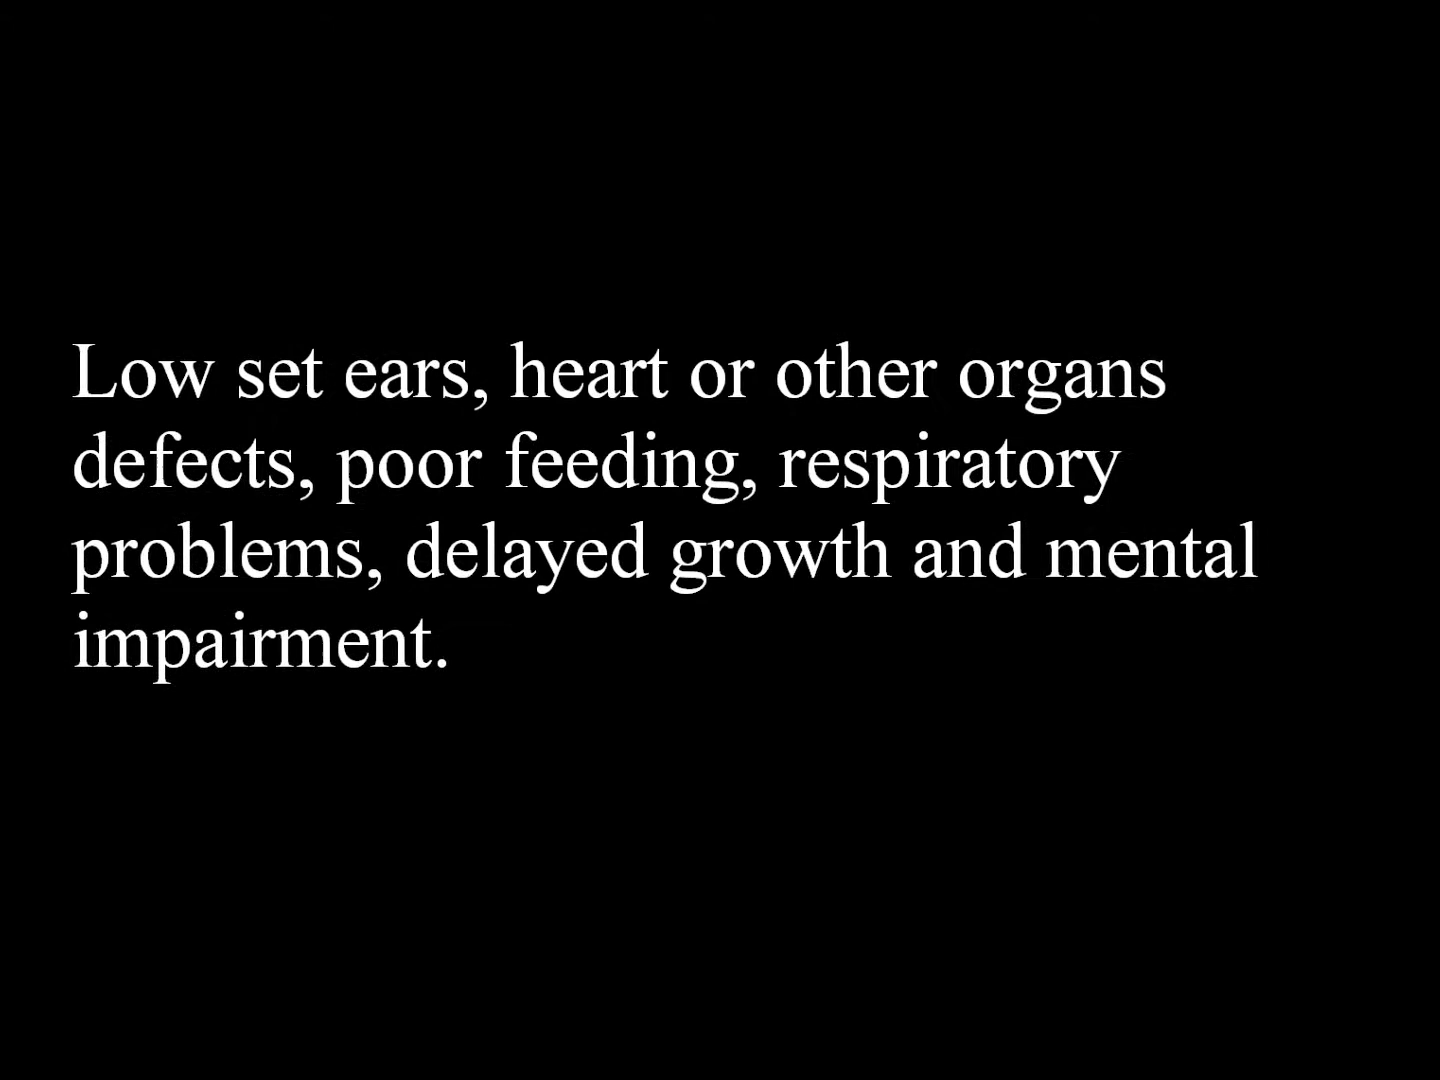 Low set ears, heart or other organs
defects, poor feeding, respiratory
problems, delayed growth and mental
impairment.